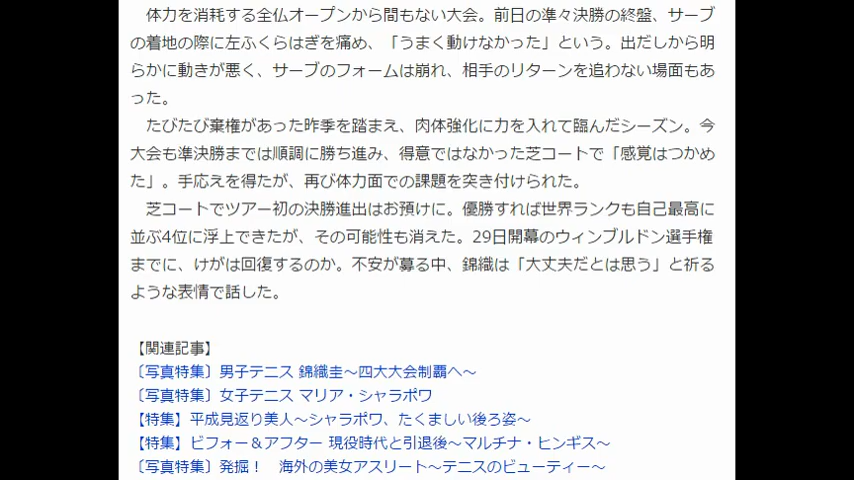 体力を消耗する全仏オープンから間もない大会。前日の準々決勝の終盤、サーブ
の着地の際に左ふくらはぎを痛め、「うまく動けなかった」という。出だしから明
らかに動きが悪く、サーブのフォームは崩れ、相手のリターンを追わない場面もあ
った。
たびたび棄権があった昨季を踏まえ、肉体強化に力を入れて臨んだシーズン。今
大会も準決勝までは順調に勝ち進み、得意ではなかった芝コートで「感覚はつかめ
た」。手応えを得たが、再び体力面での課題を突き付けられた。
芝コートでツアー初の決勝進出はお預けに。優勝すれば世界ランクも自己最高に
並ぶ4位に浮上できたが、その可能性も消えた。29日開幕のウィンブルドン選手権
までに、けがは回復するのか。不安が募る中、錦織は「大丈夫だとは思う」と祈る
ような表情で話した。
【関連記事】
〔写真特集〕男子テニス 錦織圭～四大大会制覇へ～
〔写真特集〕女子テニス マリア・シャラポワ
【特集】平成見返り美人～シャラポワ、たくましい後ろ姿～
【特集】ビフォー＆アフター 現役時代と引退後～マルチナ・ヒンギス～
〔写真特集〕発掘！　海外の美女アスリート～テニスのビューティー～